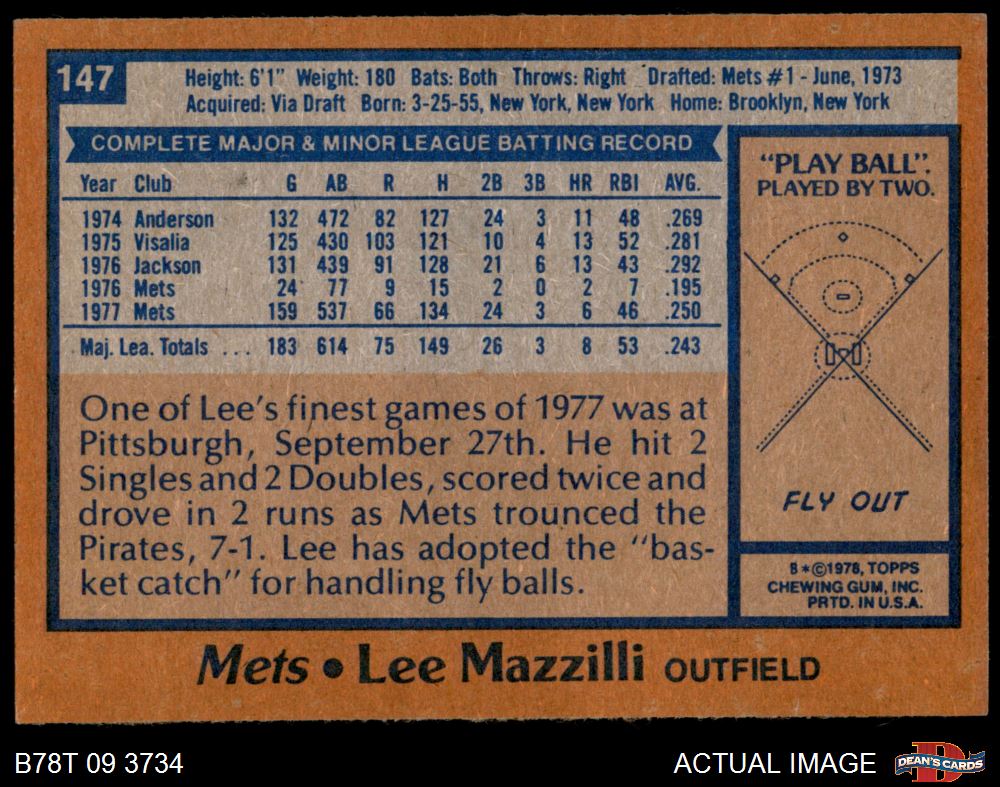 147
Height: 6'1" Weight: 180 Bats: Both Throws: Right Drafted: Mets #1 - June, 1973
Acquired: Via Draft Born: 3-25-55, New York, New York Home: Brooklyn, New York
COMPLETE MAJOR & MINOR LEAGUE BATTING RECORD
Year Club G AB R H 2B 3B HR RBI AVG.
1974 Anderson 132 472 82 127 24 3 11 48 .269
1975 Visalia 125 430 103 121 10 4 13 52 .281
1976 Jackson 131 439 91 128 21 6 13 43 .292
1976 Mets 24 77 9 15 2 0 2 7 .195
1977 Mets 159 537 66 134 24 3 6 46 .250
Maj. Lea. Totals ... 183 614 75 149 26 3 8 53 .243
One of Lee's finest games of 1977 was at
Pittsburgh, September 27th. He hit 2
Singles and 2 Doubles, scored twice and
drove in 2 runs as Mets trounced the
Pirates, 7-1. Lee has adopted the "bas-
ket catch" for handling fly balls.
"PLAY BALL".
PLAYED BY TWO.
FLY OUT
B*©1978, TOPPS
CHEWING GUM, INC.
PRTD. IN U.S.A.
Mets • Lee Mazzilli OUTFIELD
B78T 09 3734
ACTUAL IMAGE
DEAN'S CARDS